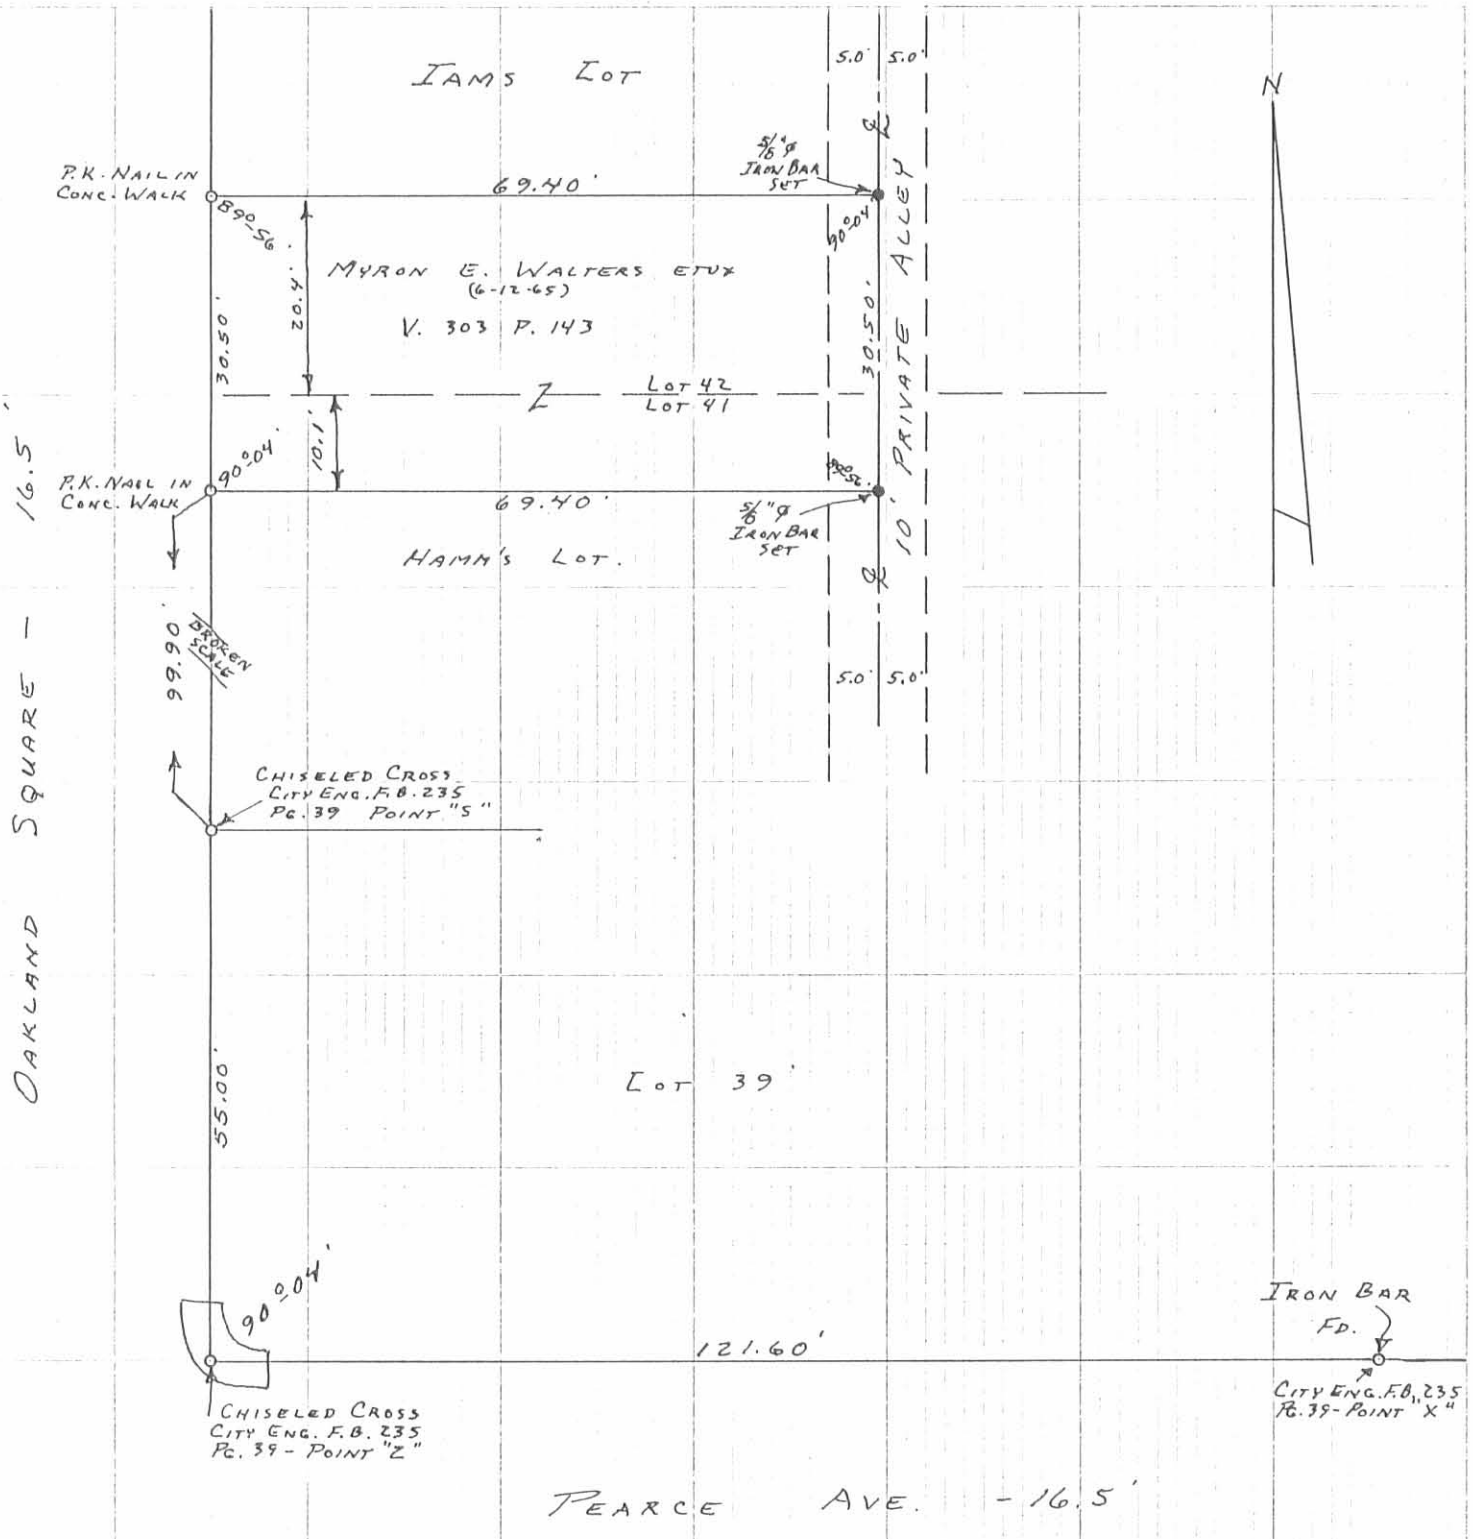 IAMS LOT
5.0' 5.0'
N
5/8" φ
IRON BAR
SET
P.K. NAIL IN
CONC. WALK
69.40'
89°-56'
90°-04'
MYRON E. WALTERS ETUX
(6-12-65)
V. 303 P. 143
20.4'
30.50'
30.50'
10' PRIVATE ALLEY
LOT 42
LOT 41
10.1'
90°-04'
89°56'
P.K. NAIL IN
CONC. WALK
69.40'
5/8" φ
IRON BAR
SET
HAMM'S LOT.
99.90'
BROKEN
SCALE
5.0' 5.0'
OAKLAND SQUARE - 16.5'
CHISELED CROSS
CITY ENG. F.B. 235
PG. 39 POINT "S"
55.00'
LOT 39
90°-04'
121.60'
IRON BAR
FD.
CITY ENG. F.B. 235
PG. 39 - POINT "X"
CHISELED CROSS
CITY ENG. F.B. 235
PG. 39 - POINT "Z"
PEARCE AVE. - 16.5'